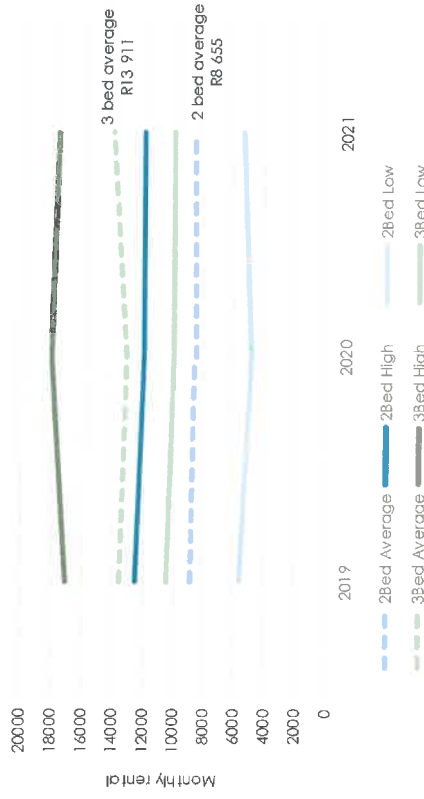 Monthly rental
20000
18000
16000
14000
12000
10000
8000
6000
4000
2000
0
3 bed average
R13 911
2 bed average
R8 655
2019
2020
2021
2Bed Average
2Bed High
2Bed Low
3Bed Average
3Bed High
3Bed Low